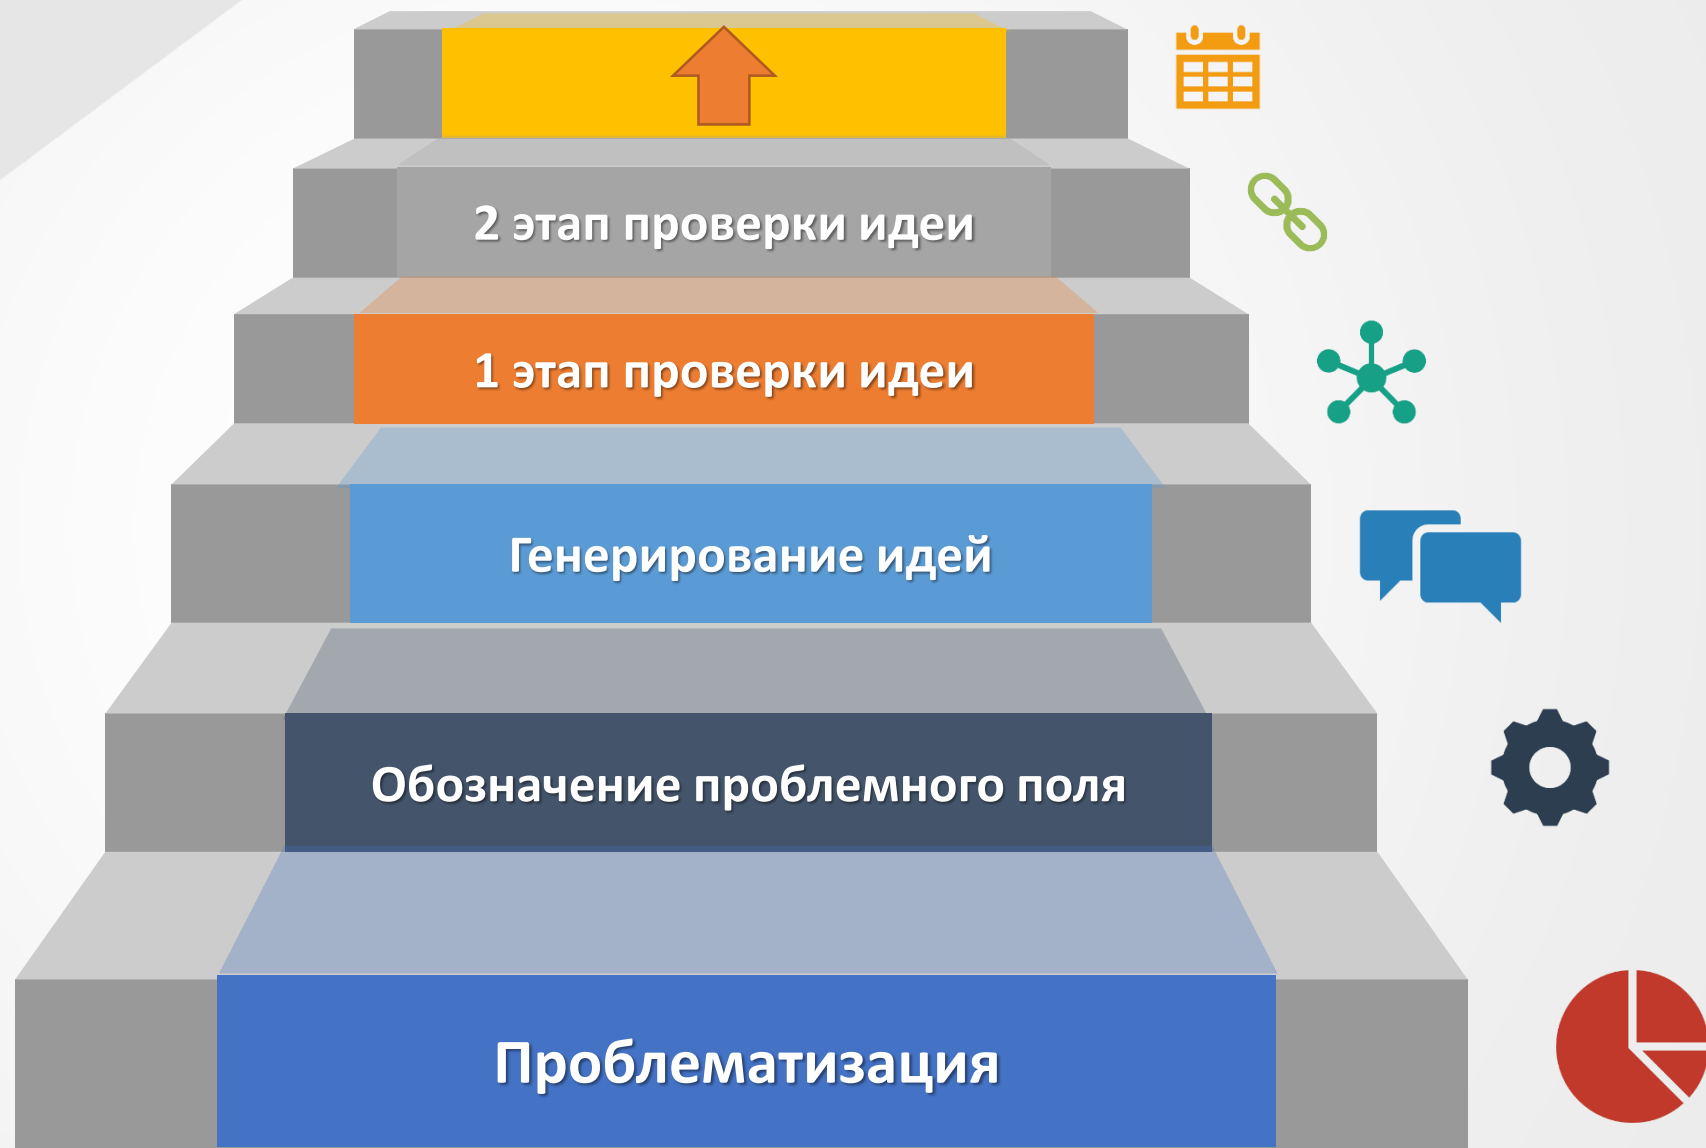 2 этап проверки идеи
1 этап проверки идеи
Генерирование идей
Обозначение проблемного поля
Проблематизация